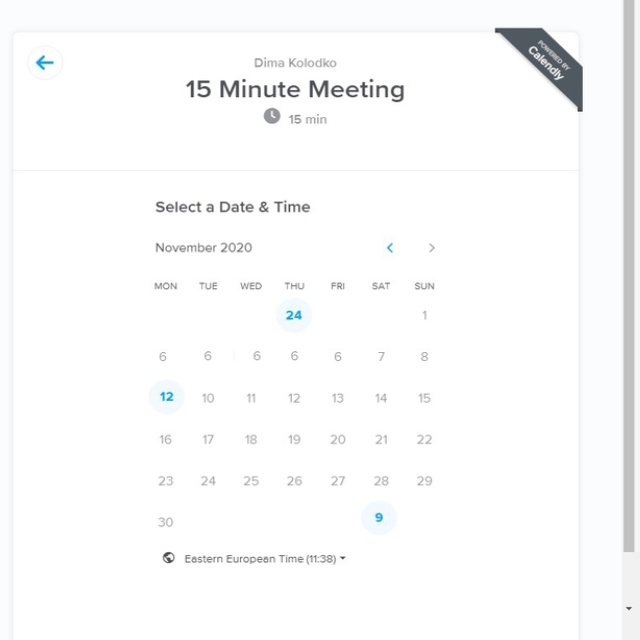 POWERED BY
Calendly
Dima Kolodko
15 Minute Meeting
15 min
Select a Date & Time
November 2020
MON TUE WED THU FRI SAT SUN
24 1
6 6 6 6 6 7 8
12 10 11 12 13 14 15
16 17 18 19 20 21 22
23 24 25 26 27 28 29
30 9
Eastern European Time (11:38)